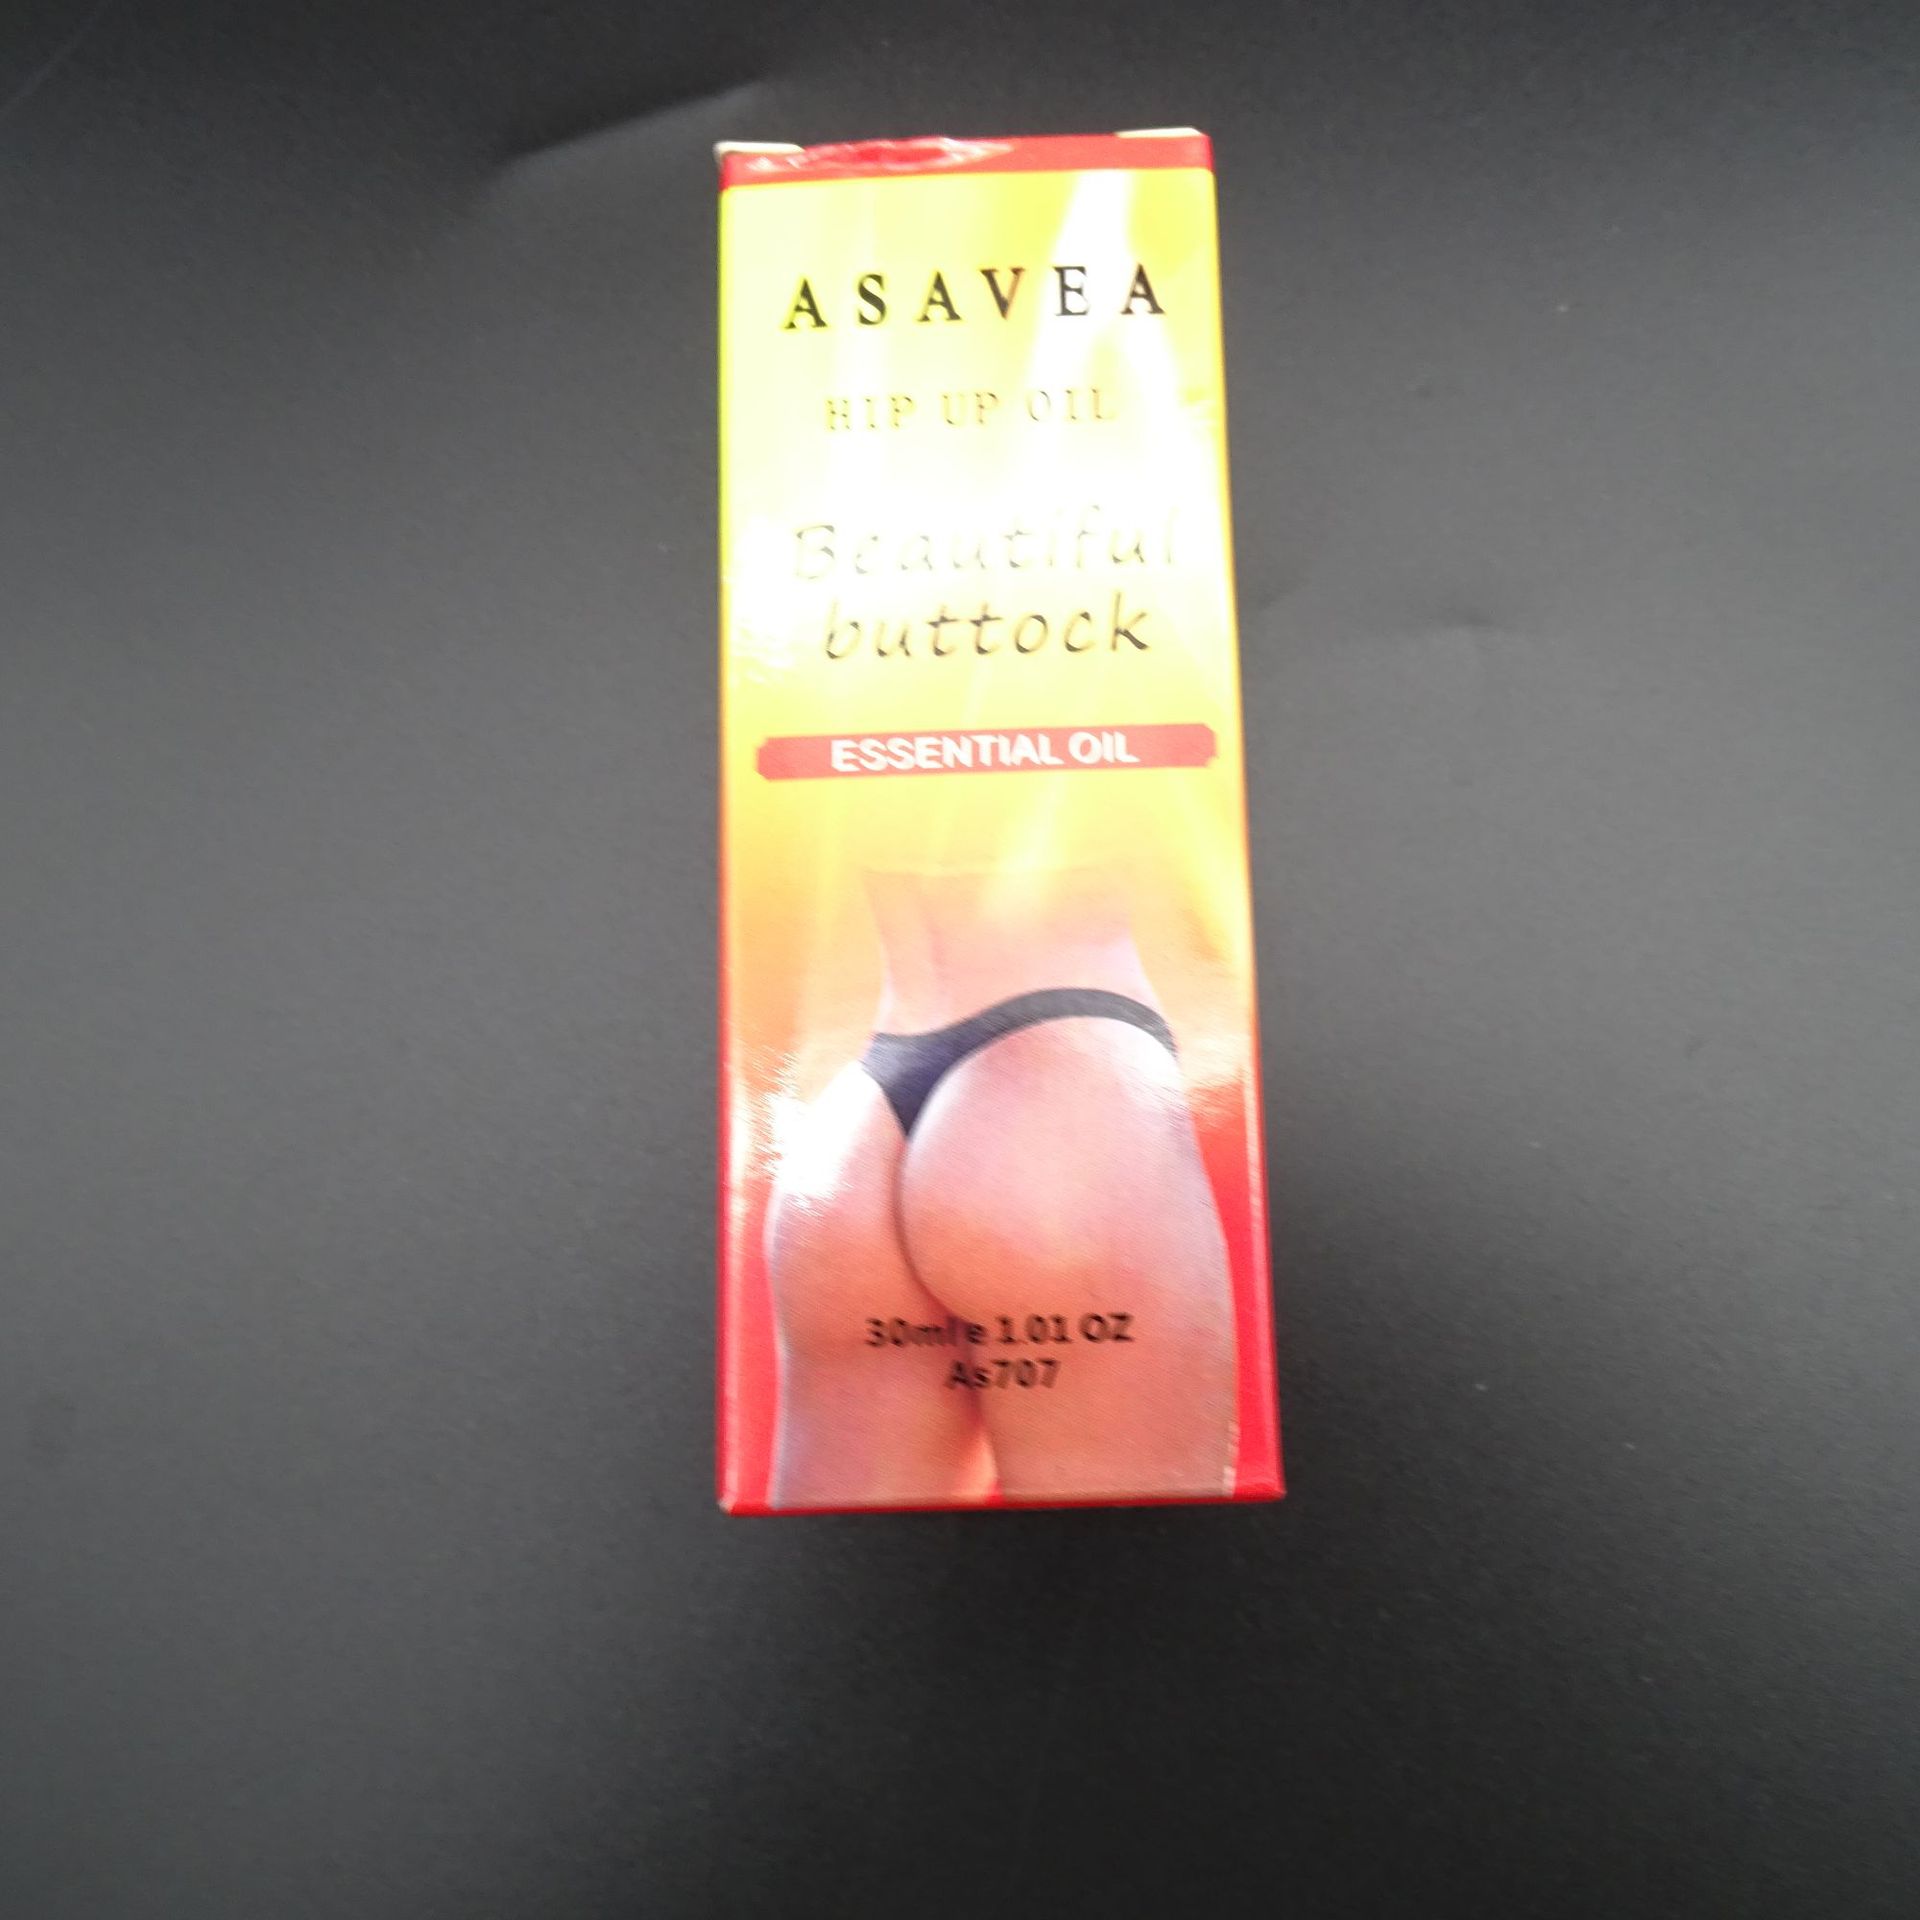 ASAVEA
HIP UP OIL
Beautiful
buttock
ESSENTIAL OIL
30ml e 1.01 OZ
As707